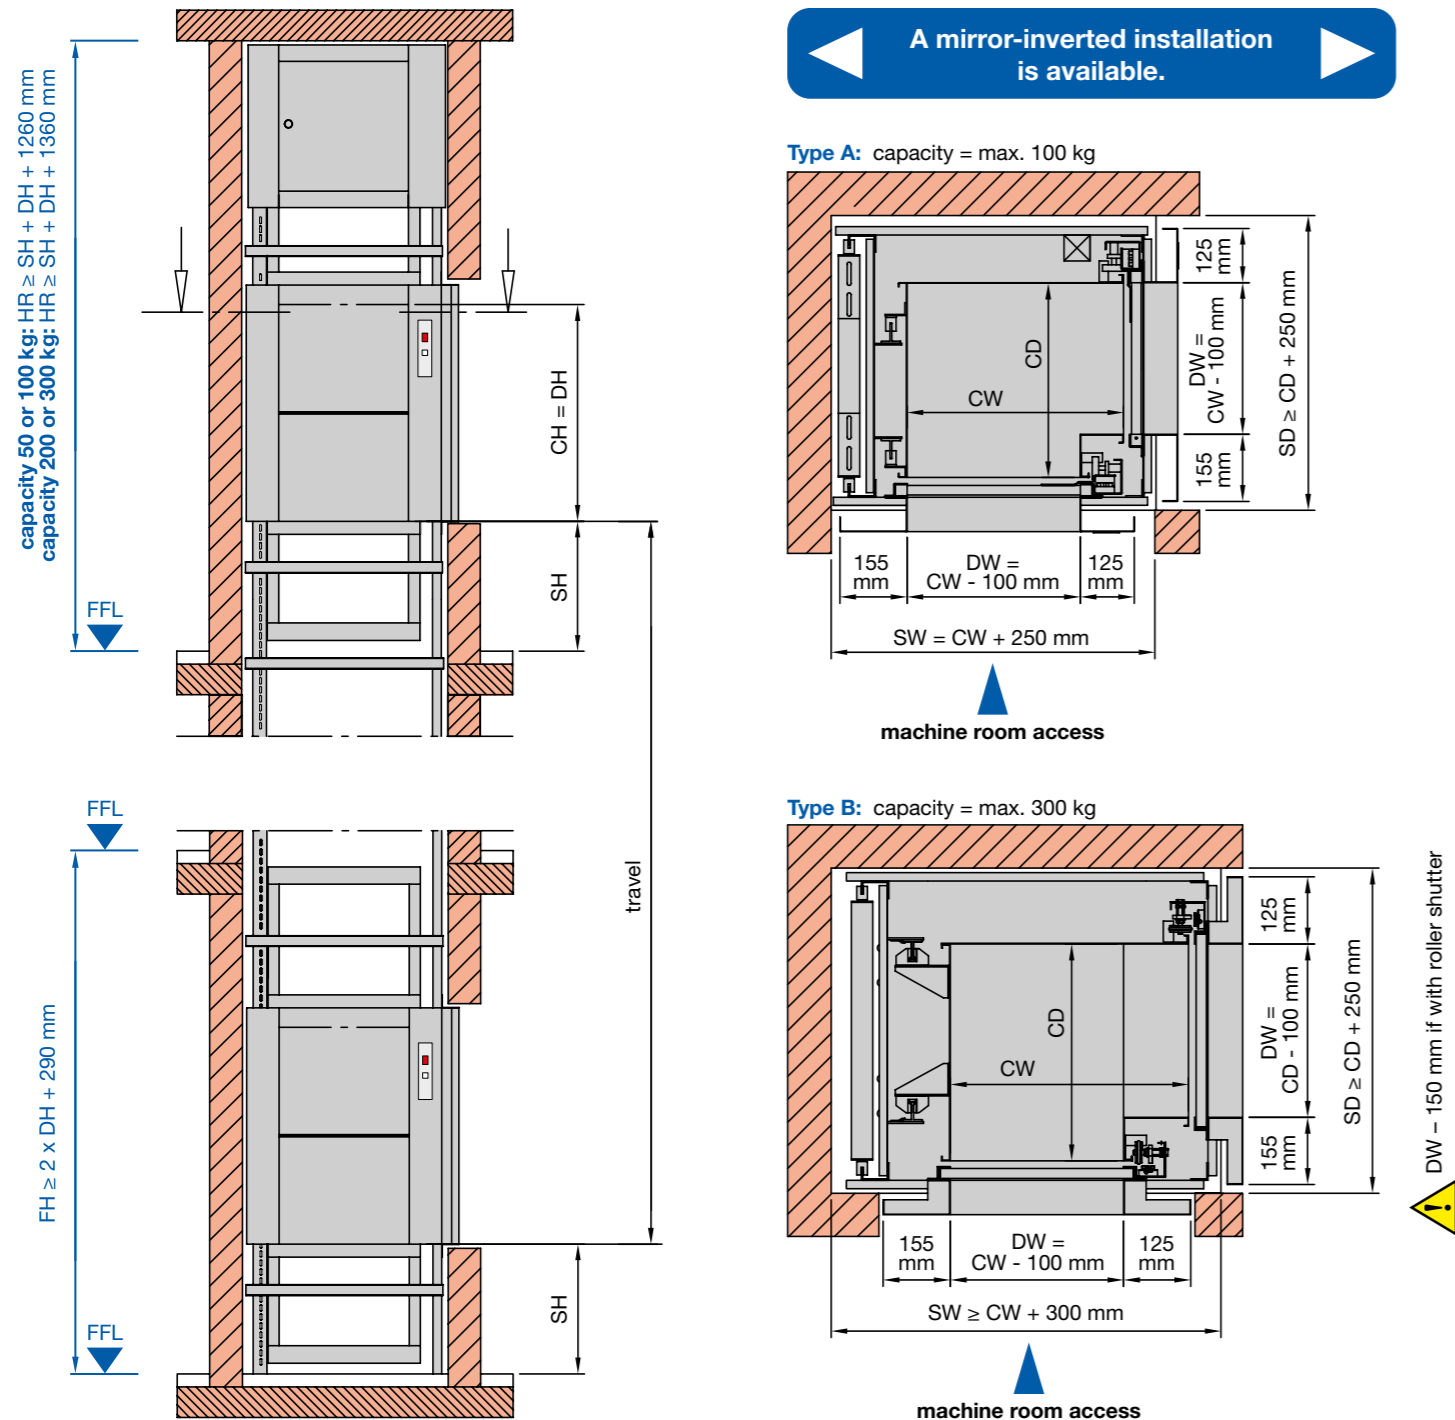 A mirror-inverted installation
is available.
capacity 50 or 100 kg: HR ≥ SH + DH + 1260 mm
capacity 200 or 300 kg: HR ≥ SH + DH + 1360 mm
FFL
CH = DH
SH
travel
FFL
FH ≥ 2 x DH + 290 mm
SH
FFL
Type A: capacity = max. 100 kg
CD
CW
125
mm
DW =
CW - 100 mm
155
mm
SD ≥ CD + 250 mm
155
mm
DW =
CW - 100 mm
125
mm
SW = CW + 250 mm
machine room access
Type B: capacity = max. 300 kg
CD
CW
125
mm
DW =
CD - 100 mm
155
mm
SD ≥ CD + 250 mm
DW – 150 mm if with roller shutter
!
155
mm
DW =
CW - 100 mm
125
mm
SW ≥ CW + 300 mm
machine room access